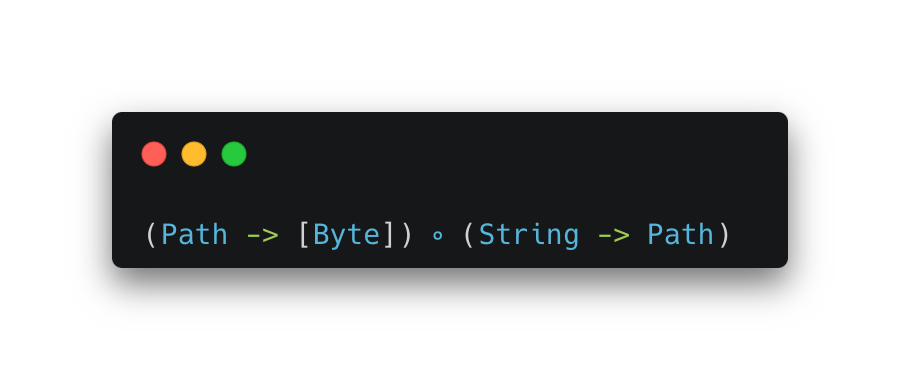 (Path -> [Byte]) ∘ (String -> Path)